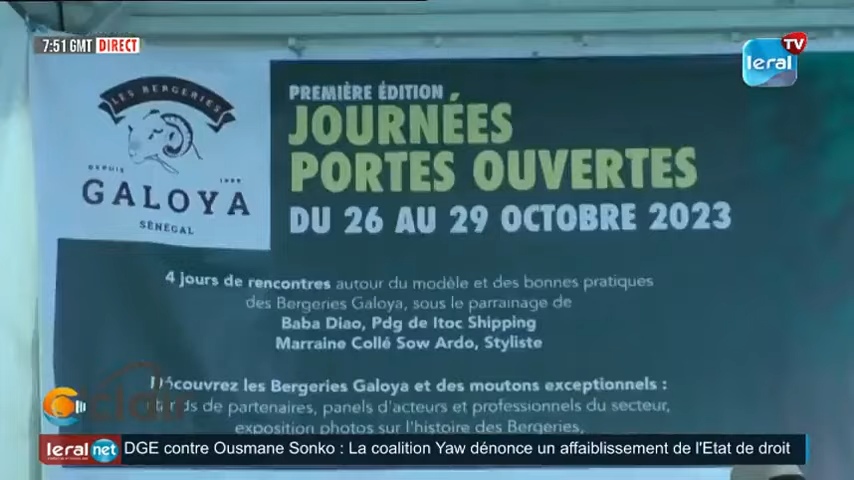 7:51 GMT DIRECT
leral TV
LES BERGERIES
DEPUIS
GALOYA
SÉNÉGAL
PREMIÈRE ÉDITION
JOURNÉES
PORTES OUVERTES
DU 26 AU 29 OCTOBRE 2023
4 jours de rencontres autour du modèle et des bonnes pratiques
des Bergeries Galoya, sous le parrainage de
Baba Diao, Pdg de Itoc Shipping
Marraine Collé Sow Ardo, Styliste
Découvrez les Bergeries Galoya et des moutons exceptionnels :
de partenaires, panels d'acteurs et professionnels du secteur,
exposition photos sur l'histoire des Bergeries,
leral net DGE contre Ousmane Sonko : La coalition Yaw dénonce un affaiblissement de l'Etat de droit